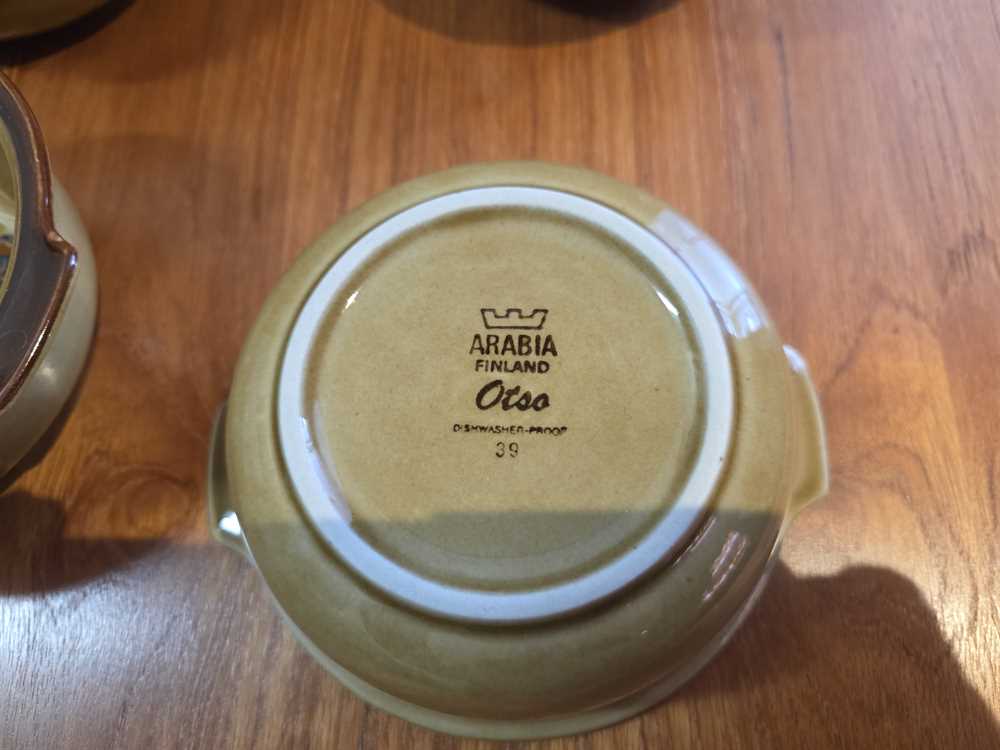 ARABIA
FINLAND
Otso
DISHWASHER-PROOF
39